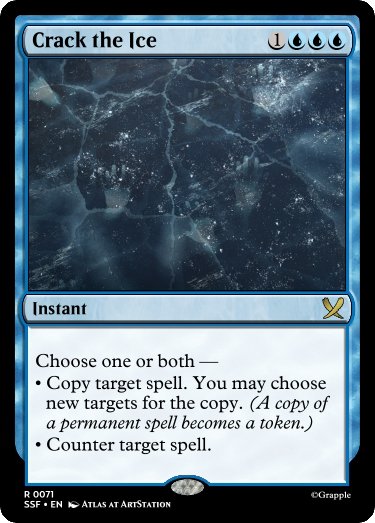 Crack the Ice 1
Instant
Choose one or both —
• Copy target spell. You may choose
new targets for the copy. (A copy of
a permanent spell becomes a token.)
• Counter target spell.
R 0071
SSF • EN Atlas at ArtStation
©Grapple